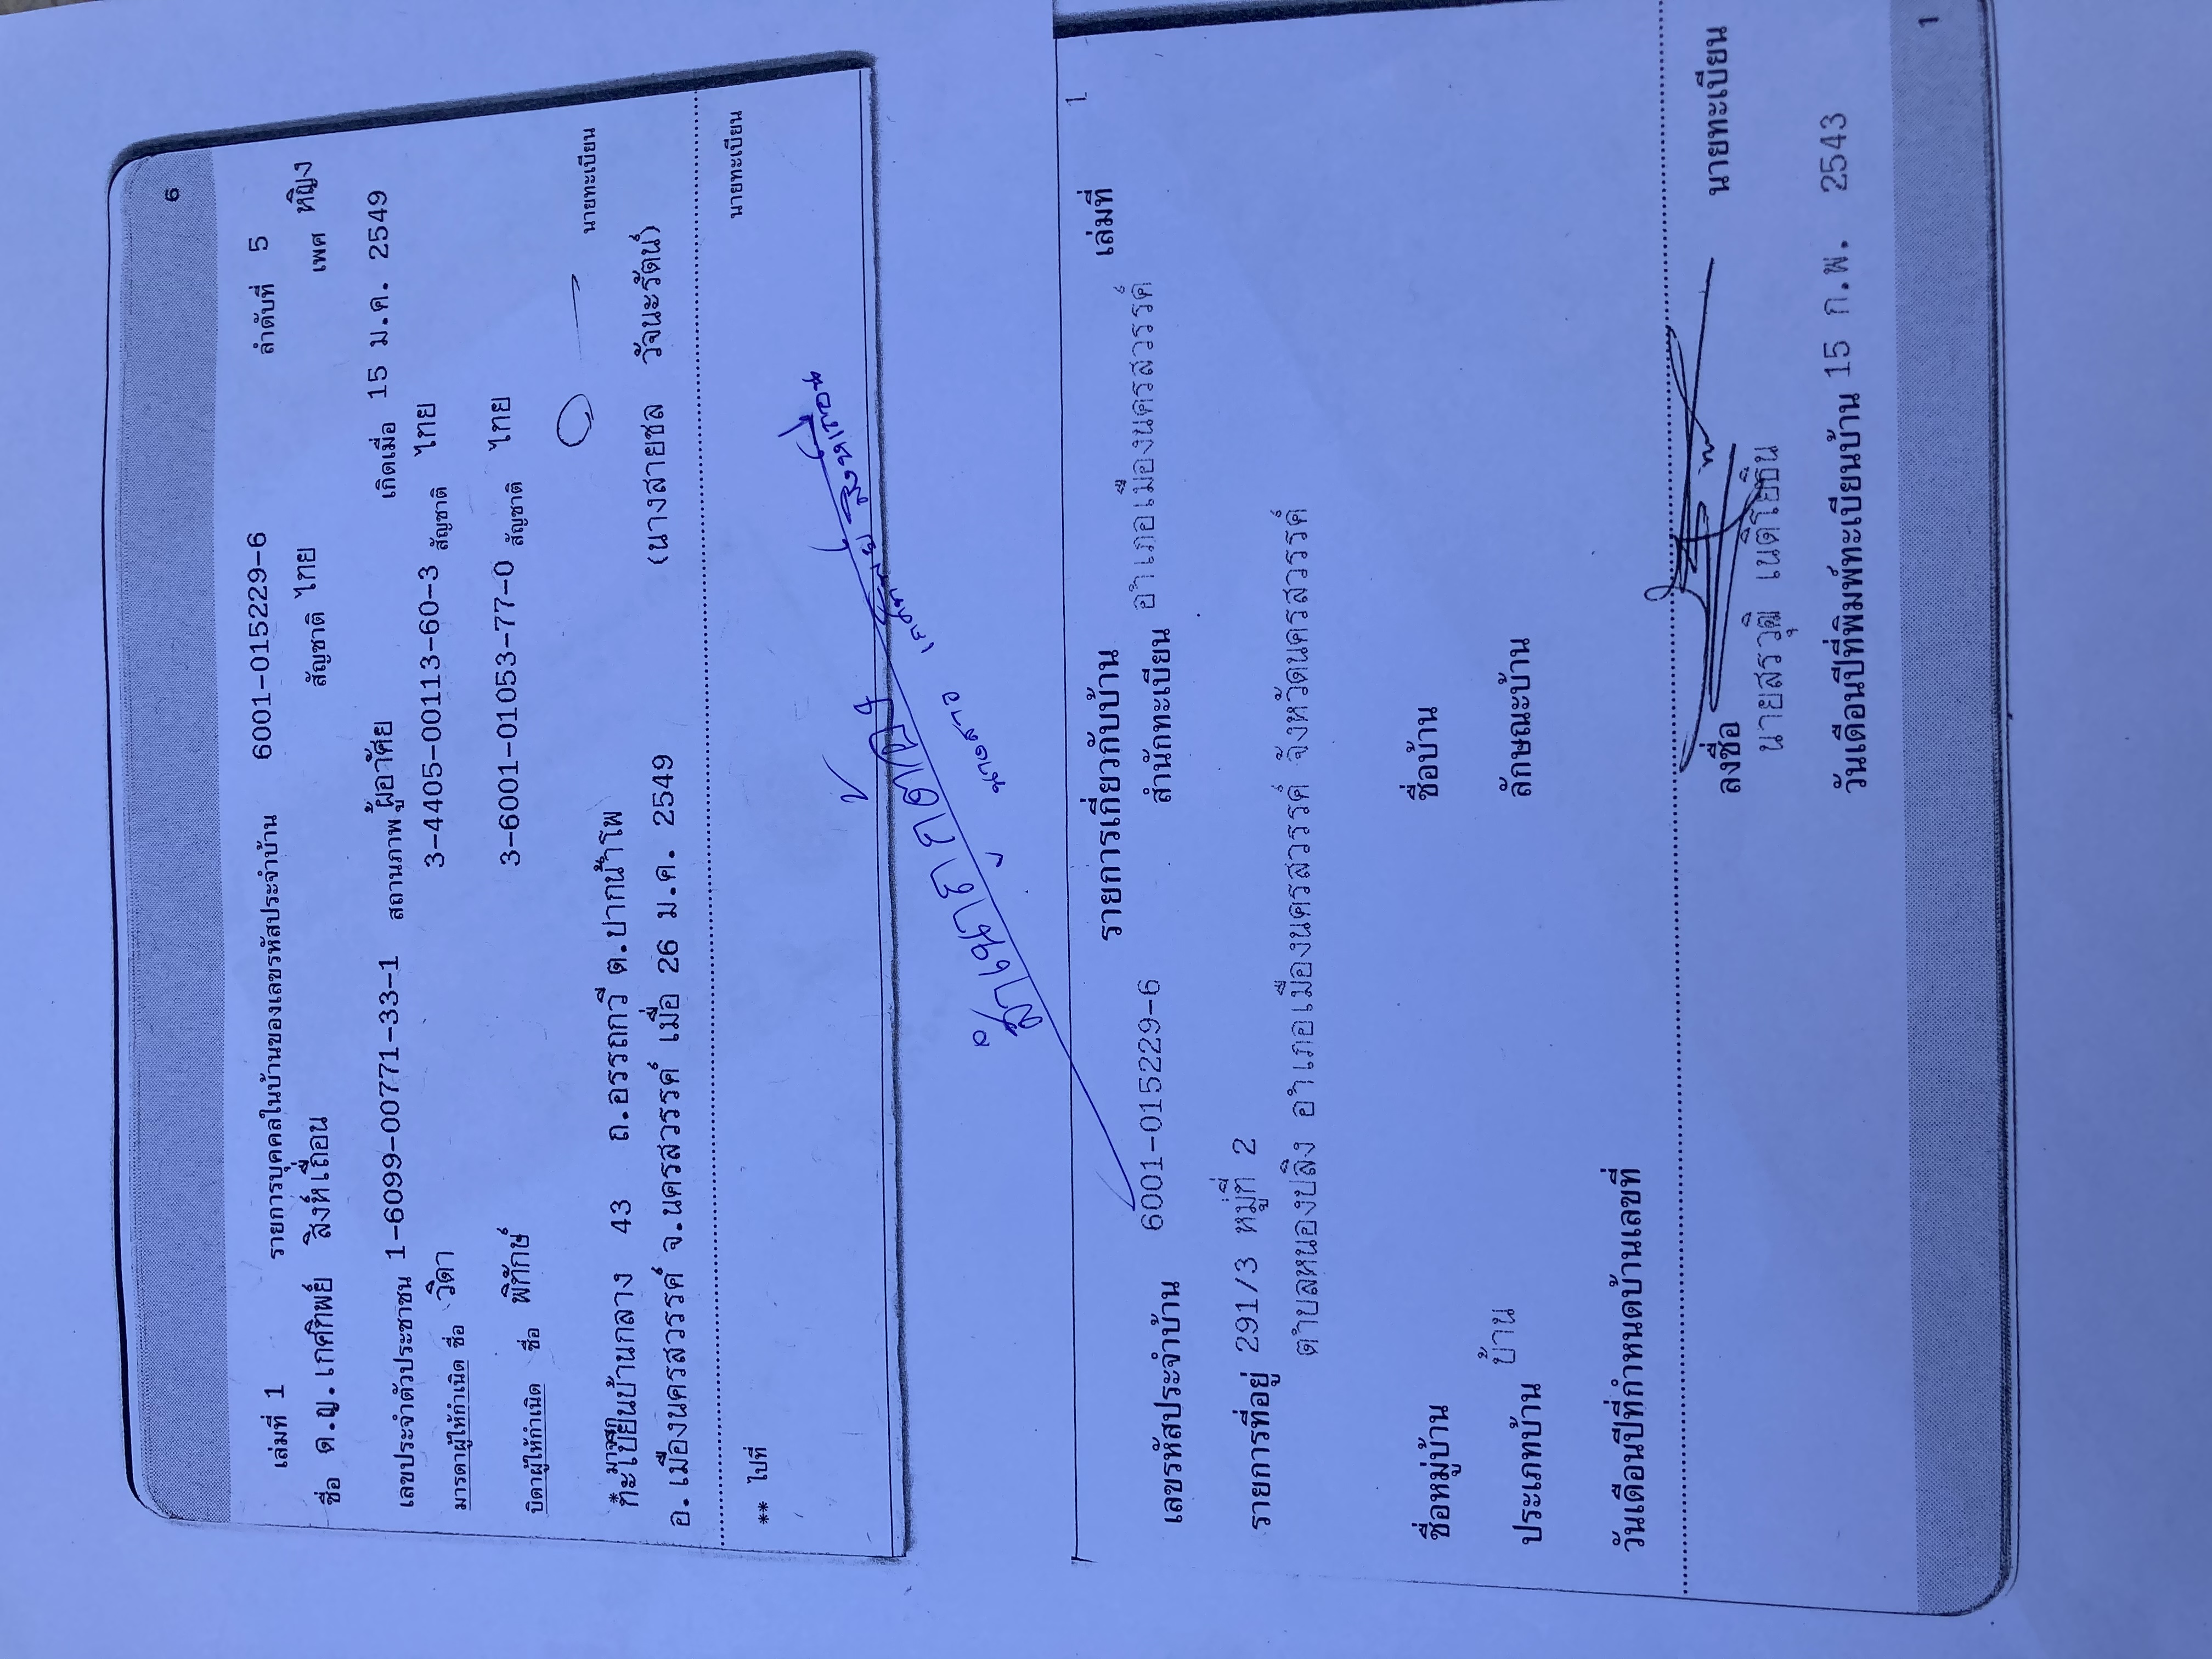 6
เล่มที่ 1 รายการบุคคลในบ้านของเลขรหัสประจำบ้าน 6001-015229-6 ลำดับที่ 5
ชื่อ ด.ญ.เกศทิพย์ สิงห์เถื่อน สัญชาติ ไทย เพศ หญิง
เลขประจำตัวประชาชน 1-6099-00771-33-1 สถานภาพ ผู้อาศัย เกิดเมื่อ 15 ม.ค. 2549
มารดาผู้ให้กำเนิด ชื่อ วิดา 3-4405-00113-60-3 สัญชาติ ไทย
บิดาผู้ให้กำเนิด ชื่อ พิทักษ์ 3-6001-01053-77-0 สัญชาติ ไทย
* มาจาก ทะเบียนบ้านกลาง 43 ถ.อรรถกวี ต.ปากน้ำโพ นายทะเบียน
อ.เมืองนครสวรรค์ จ.นครสวรรค์ เมื่อ 26 ม.ค. 2549 (นางสายชล วัจนะรัตน์)
** ไปที่ นายทะเบียน
สำเนาถูกต้อง
นางสาว เกศทิพย์ สิงห์เถื่อน
รายการเกี่ยวกับบ้าน เล่มที่ 1
เลขรหัสประจำบ้าน 6001-015229-6 สำนักทะเบียน อำเภอเมืองนครสวรรค์
รายการที่อยู่ 291/3 หมู่ที่ 2
ตำบลหนองปลิง อำเภอเมืองนครสวรรค์ จังหวัดนครสวรรค์
ชื่อหมู่บ้าน ชื่อบ้าน
ประเภทบ้าน บ้าน ลักษณะบ้าน
วันเดือนปีที่กำหนดบ้านเลขที่
ลงชื่อ นายทะเบียน
นายสรวุฒิ เนติโยธิน
วันเดือนปีที่พิมพ์ทะเบียนบ้าน 15 ก.พ. 2543
1